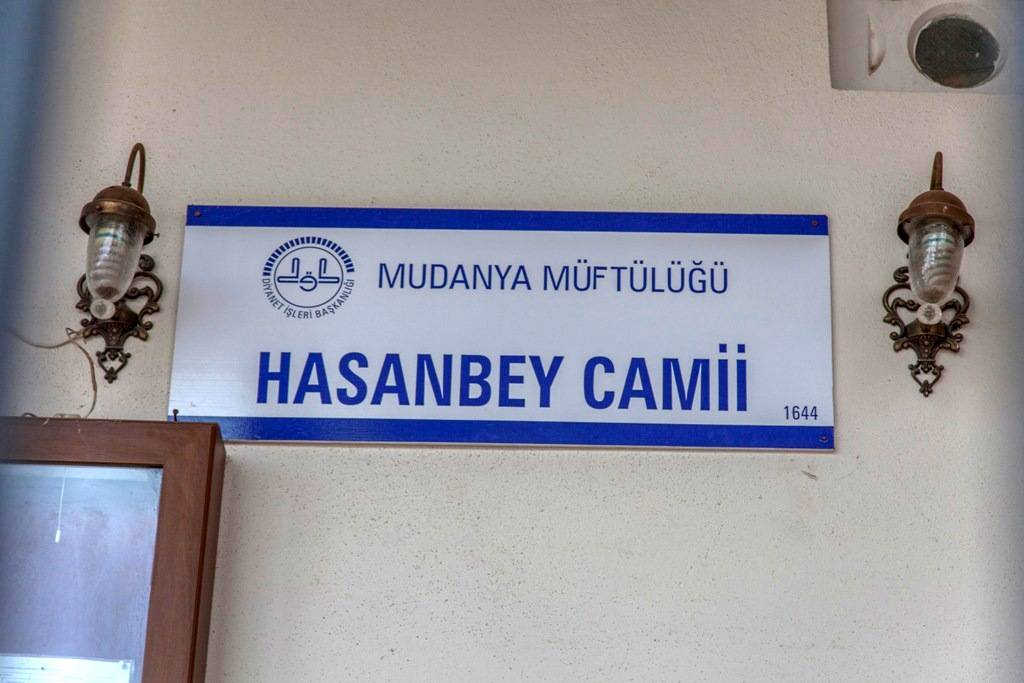 DİYANET İŞLERİ BAŞKANLIĞI
MUDANYA MÜFTÜLÜĞÜ
HASANBEY CAMİİ
1644